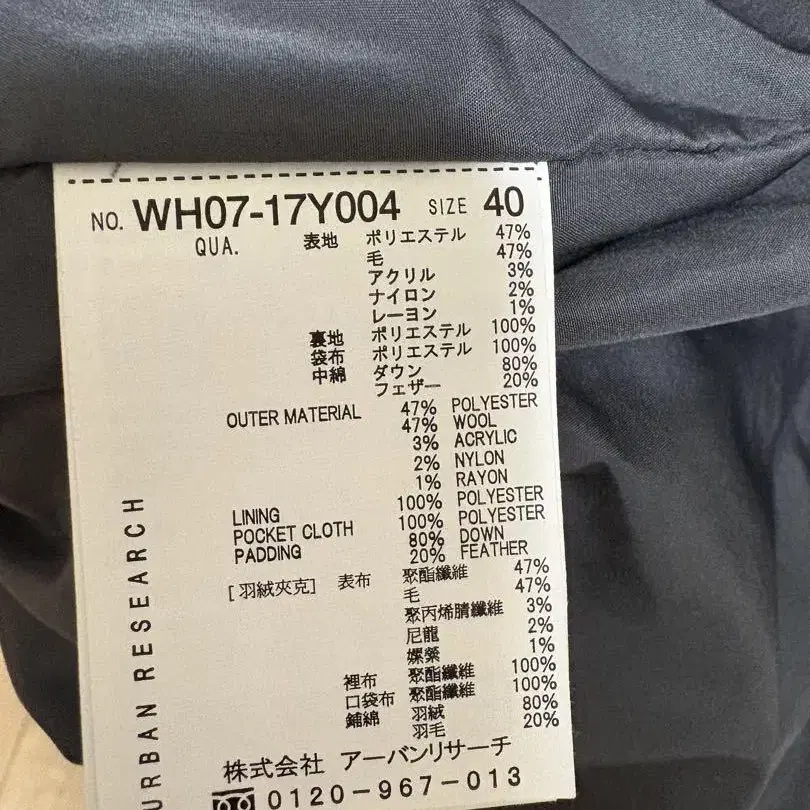 NO. WH07-17Y004 SIZE 40
QUA. 表地 ポリエステル 47%
毛 47%
アクリル 3%
ナイロン 2%
レーヨン 1%
裏地 ポリエステル 100%
袋布 ポリエステル 100%
中綿 ダウン 80%
フェザー 20%
OUTER MATERIAL 47% POLYESTER
47% WOOL
3% ACRYLIC
2% NYLON
1% RAYON
LINING 100% POLYESTER
POCKET CLOTH 100% POLYESTER
PADDING 80% DOWN
20% FEATHER
[羽絨夾克] 表布 聚酯纖維 47%
毛 47%
聚丙烯腈纖維 3%
尼龍 2%
嫘縈 1%
裡布 聚酯纖維 100%
口袋布 聚酯纖維 100%
鋪綿 羽絨 80%
羽毛 20%
株式会社 アーバンリサーチ
0120-967-013
URBAN RESEARCH